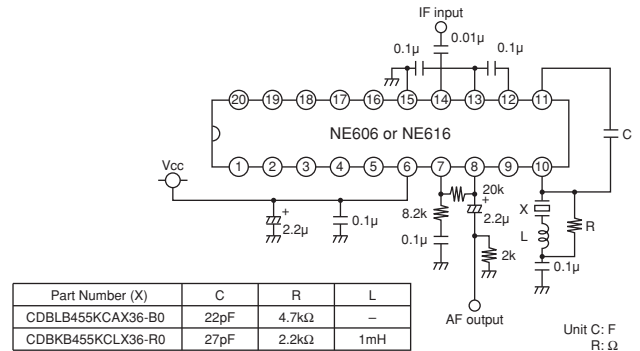 IF input
0.01μ
0.1μ
0.1μ
20 19 18 17 16 15 14 13 12 11
C
NE606 or NE616
1 2 3 4 5 6 7 8 9 10
Vcc
+
2.2μ
0.1μ
8.2k
0.1μ
20k
+
2.2μ
2k
X
L
R
0.1μ
AF output
Part Number (X) C R L
CDBLB455KCAX36-B0 22pF 4.7kΩ –
CDBKB455KCLX36-R0 27pF 2.2kΩ 1mH
Unit C: F
R: Ω